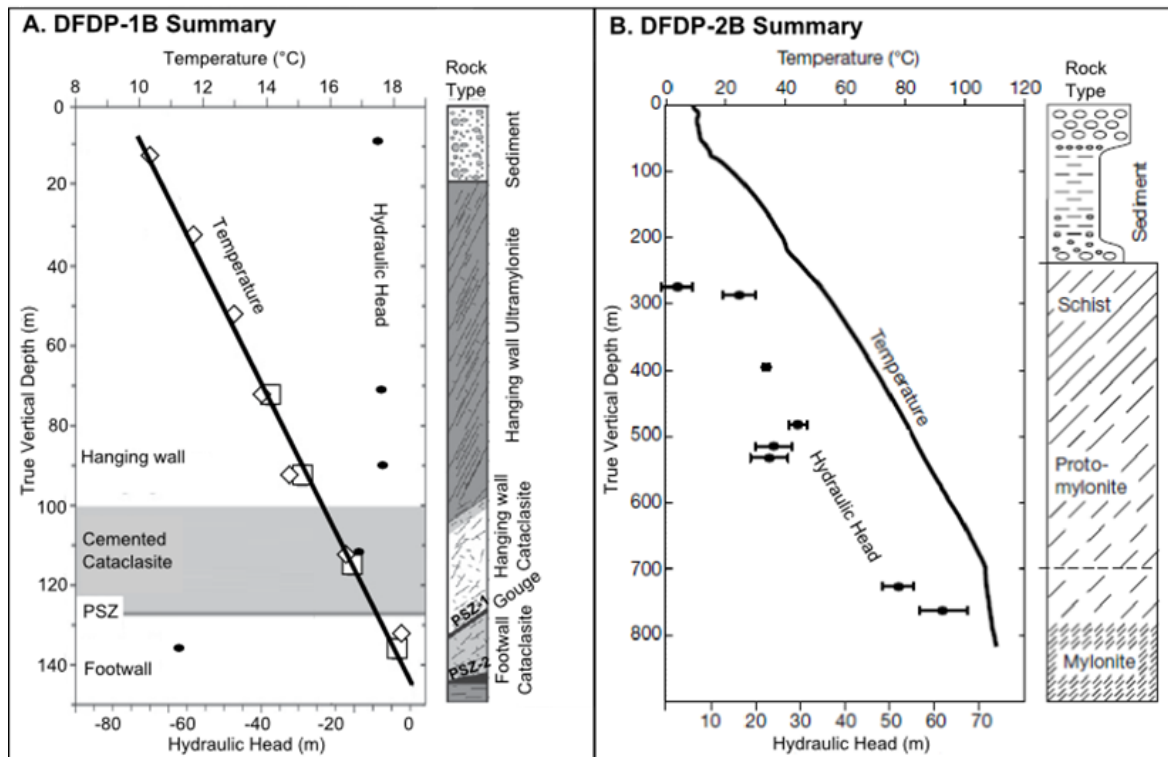 A. DFDP-1B Summary
Temperature (°C)
8 10 12 14 16 18
Rock
Type
0
20
40
60
80
100
120
140
True Vertical Depth (m)
Temperature
Hydraulic Head
Hanging wall
Cemented
Cataclasite
PSZ
Footwall
-80 -60 -40 -20 0
Hydraulic Head (m)
Sediment
Hanging wall Ultramylonite
Hanging wall
Cataclasite
Gouge
PSZ-1
Footwall
Cataclasite
PSZ-2
B. DFDP-2B Summary
Temperature (°C)
0 20 40 60 80 100 120
Rock
Type
0
100
200
300
400
500
600
700
800
True Vertical Depth (m)
Temperature
Hydraulic Head
10 20 30 40 50 60 70
Hydraulic Head (m)
Sediment
Schist
Proto-
mylonite
Mylonite